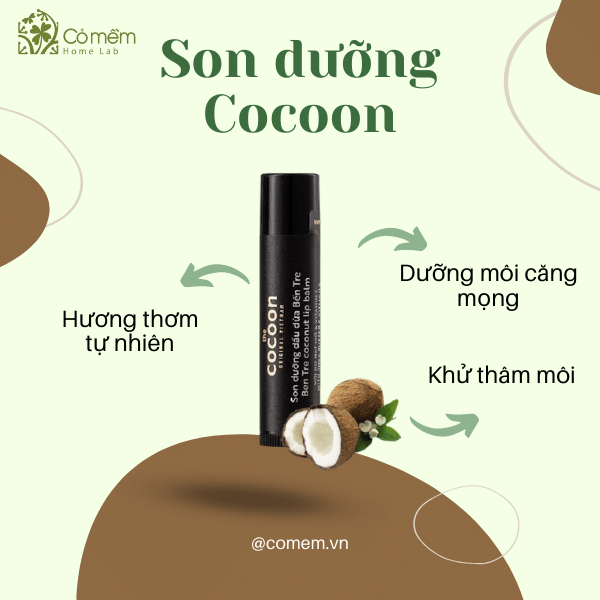 Cỏ mềm
Home Lab
Son dưỡng
Cocoon
Dưỡng môi căng
mọng
Hương thơm
tự nhiên
Khử thâm môi
the
cocoon
ORIGINAL VIETNAM
Son dưỡng dầu dừa Bến Tre
Ben Tre coconut lip balm
@comem.vn